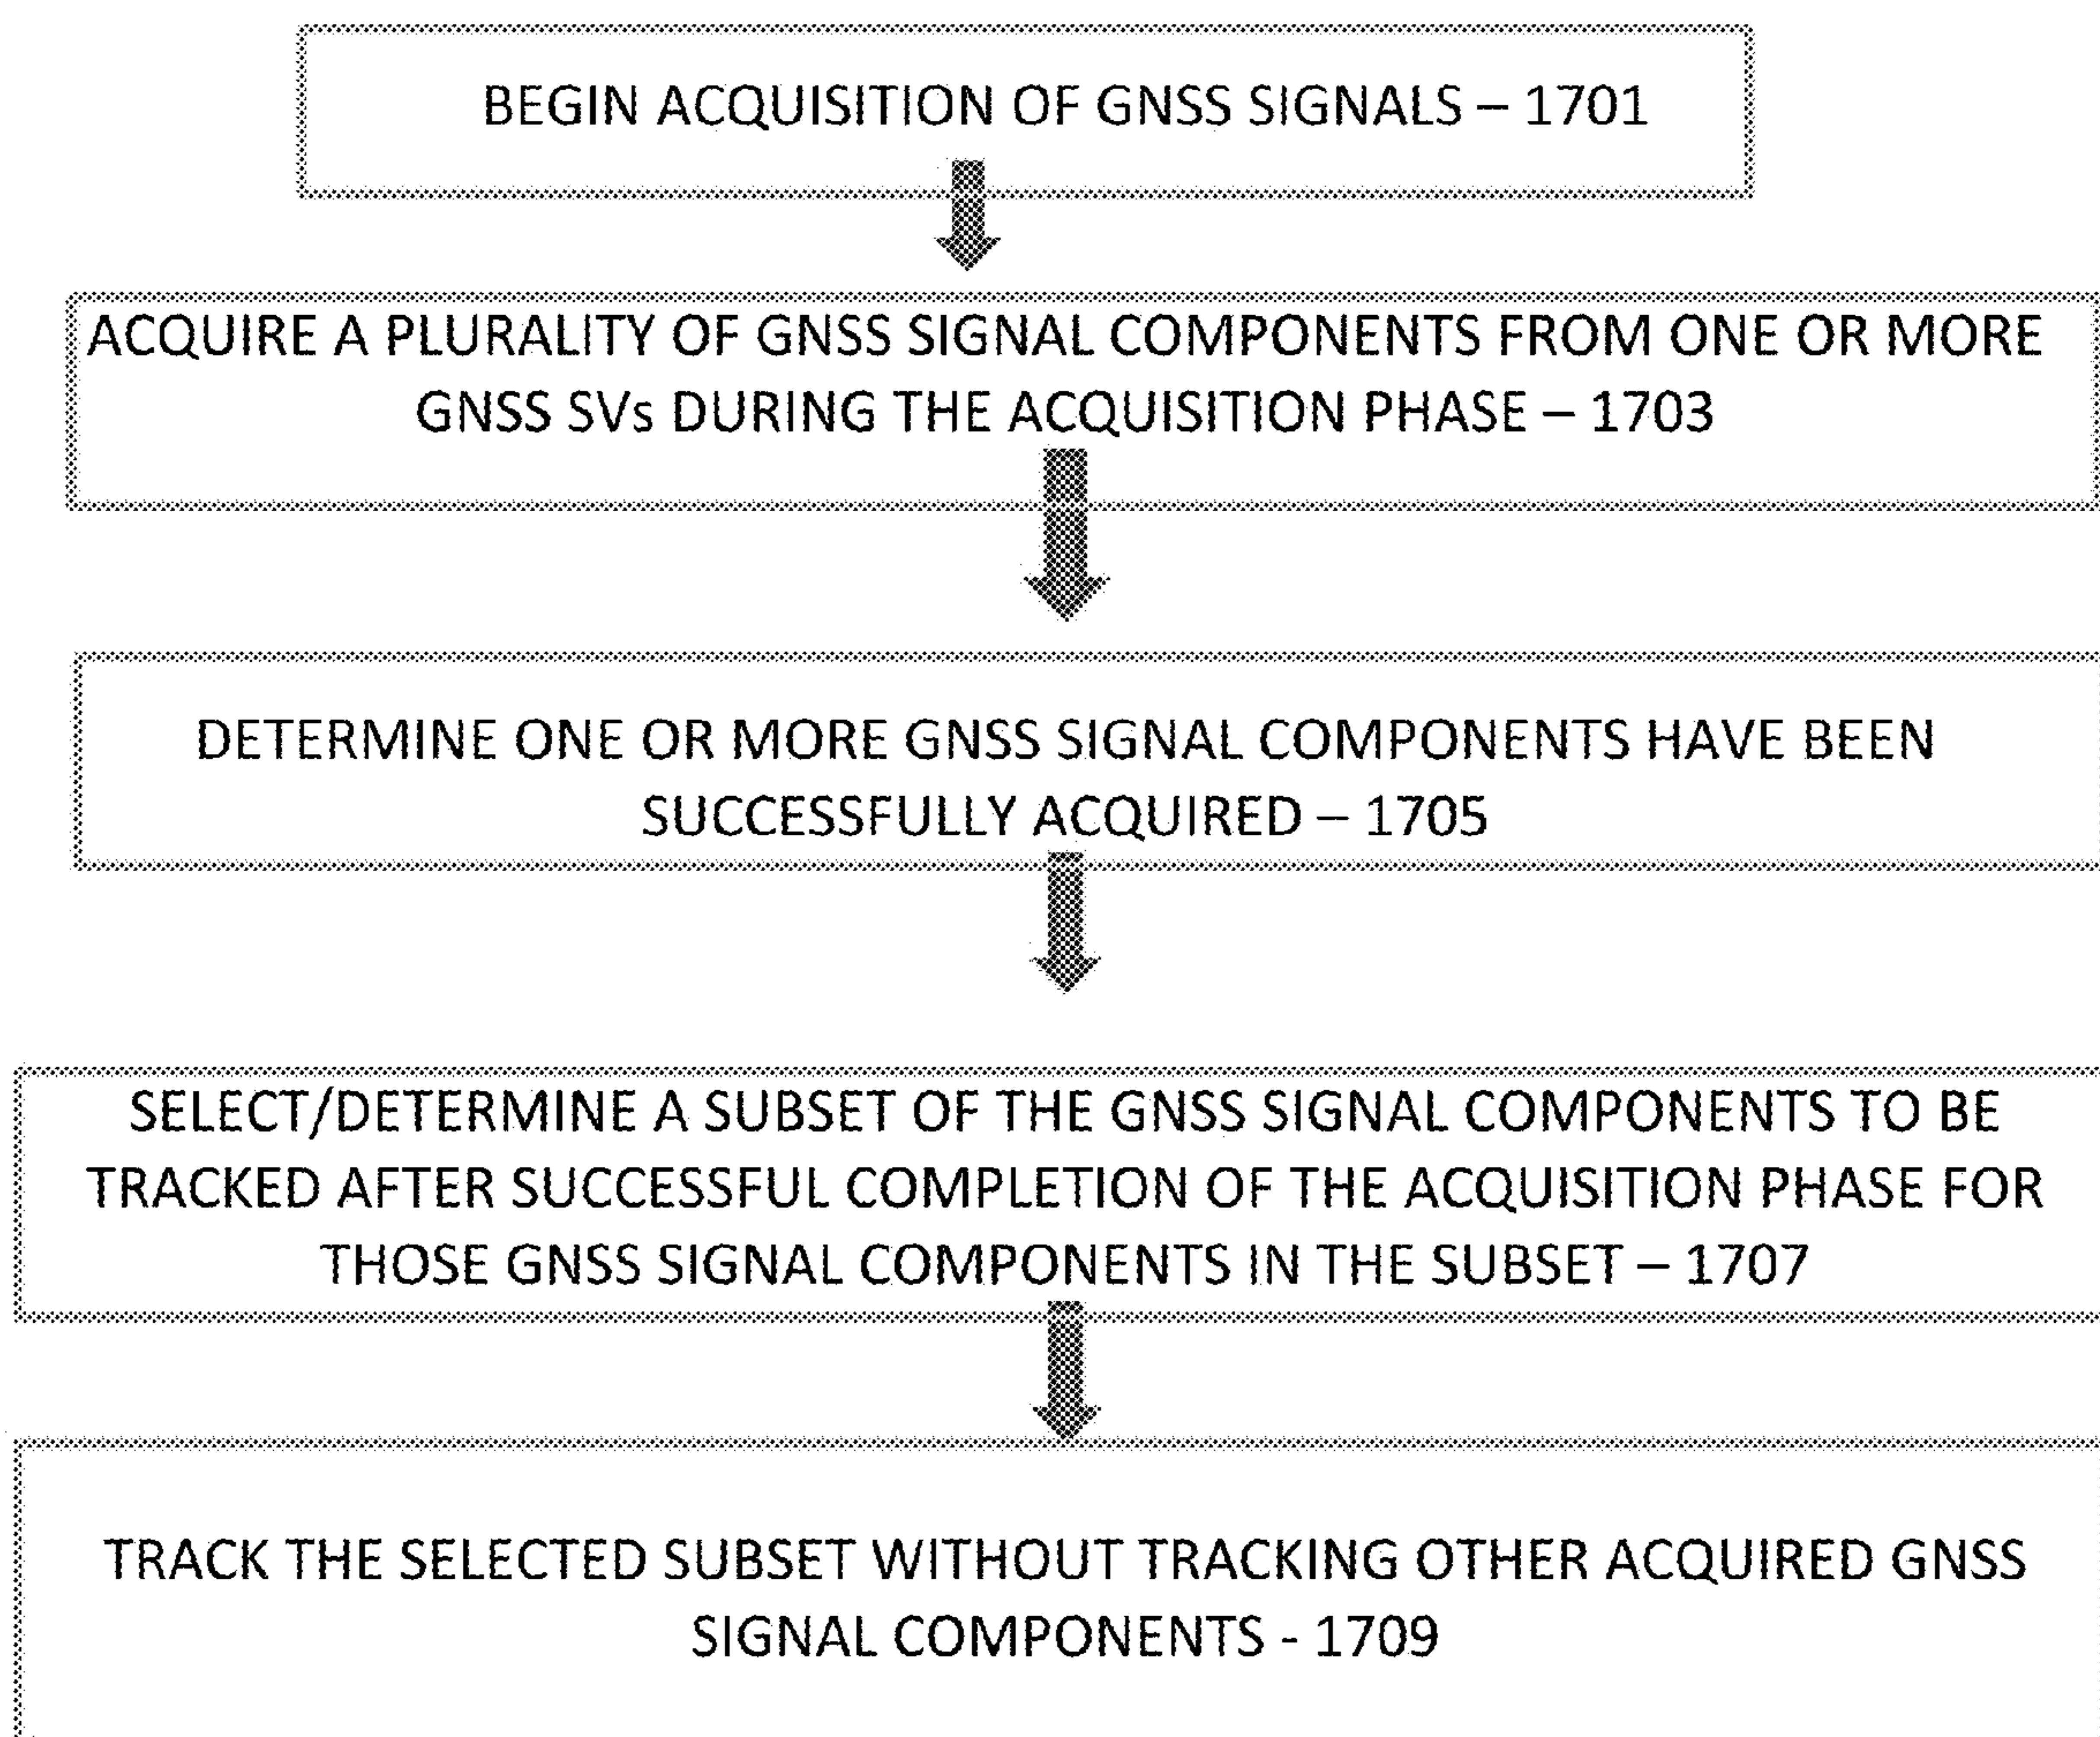 BEGIN ACQUISITION OF GNSS SIGNALS – 1701
ACQUIRE A PLURALITY OF GNSS SIGNAL COMPONENTS FROM ONE OR MORE
GNSS SVs DURING THE ACQUISITION PHASE – 1703
DETERMINE ONE OR MORE GNSS SIGNAL COMPONENTS HAVE BEEN
SUCCESSFULLY ACQUIRED – 1705
SELECT/DETERMINE A SUBSET OF THE GNSS SIGNAL COMPONENTS TO BE
TRACKED AFTER SUCCESSFUL COMPLETION OF THE ACQUISITION PHASE FOR
THOSE GNSS SIGNAL COMPONENTS IN THE SUBSET – 1707
TRACK THE SELECTED SUBSET WITHOUT TRACKING OTHER ACQUIRED GNSS
SIGNAL COMPONENTS - 1709